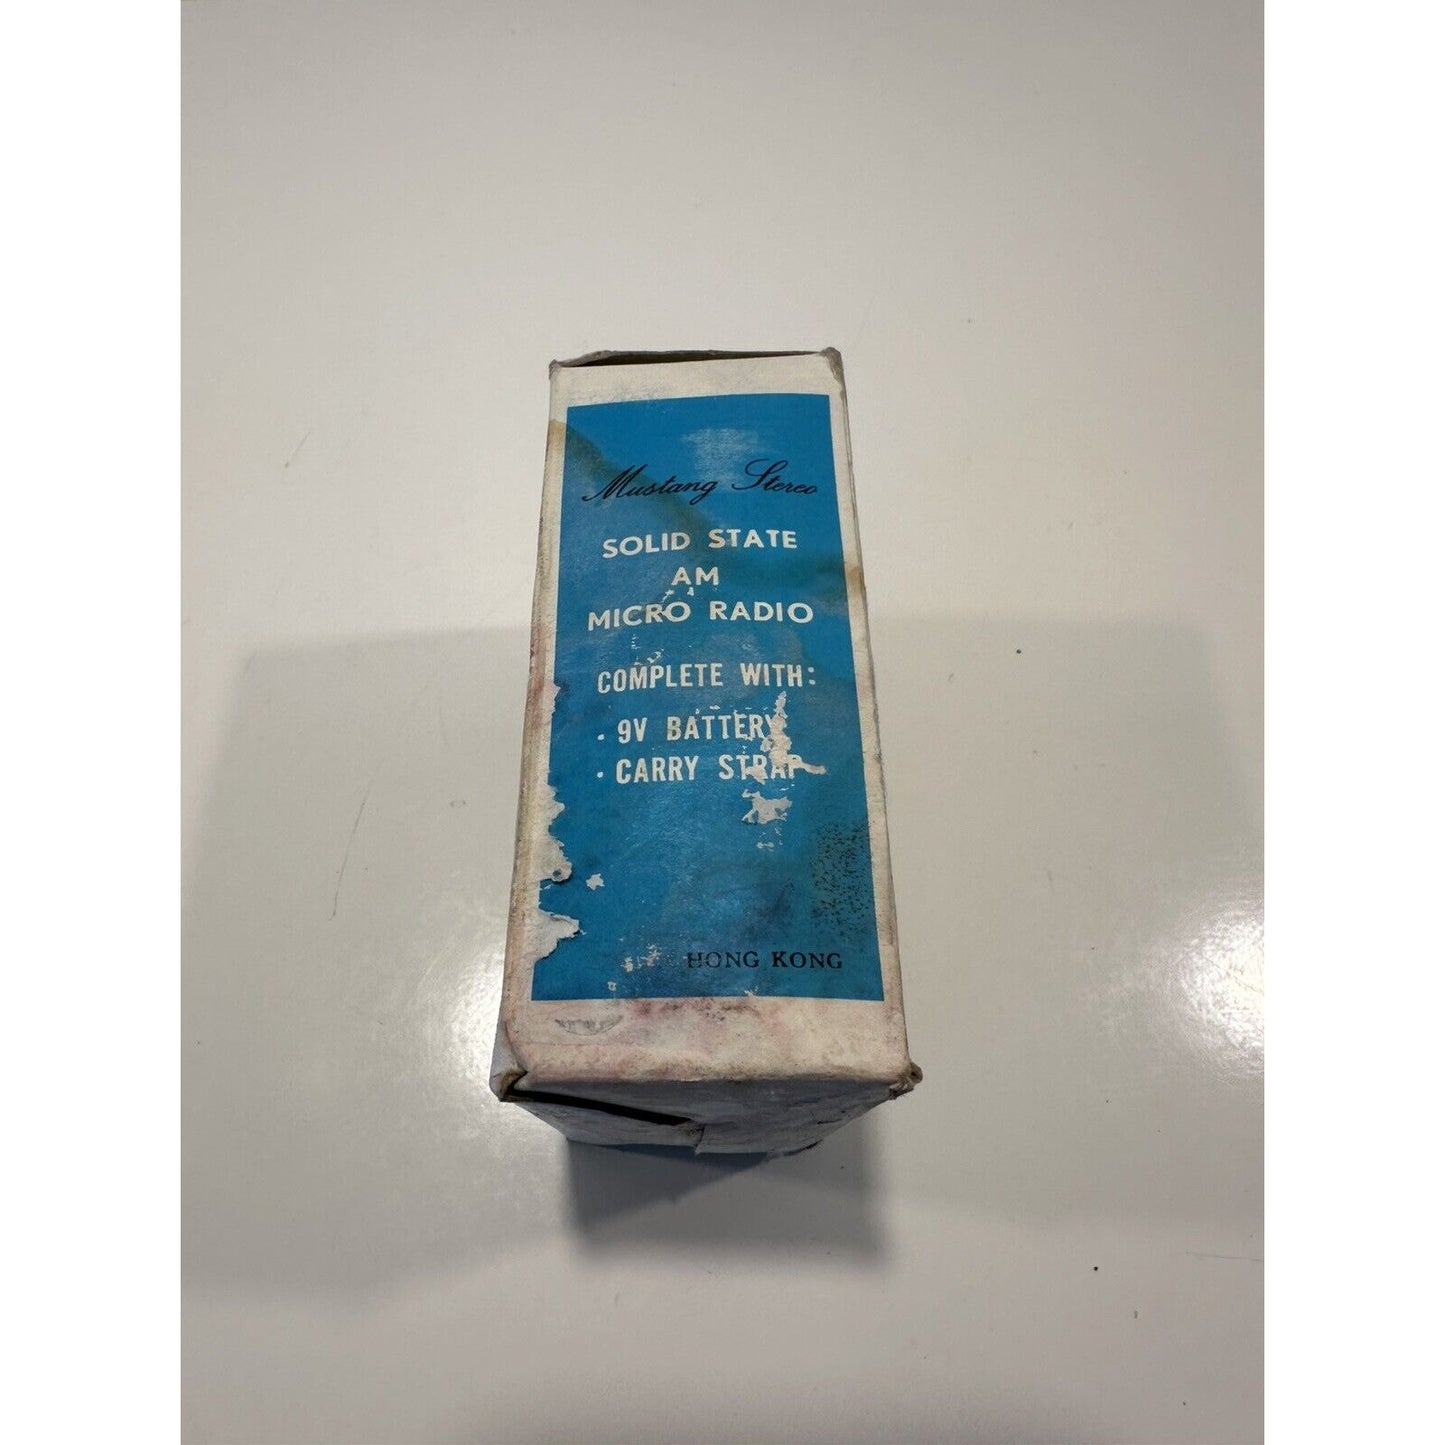 Mustang Stereo
SOLID STATE
AM
MICRO RADIO
COMPLETE WITH:
· 9V BATTERY
· CARRY STRAP
HONG KONG